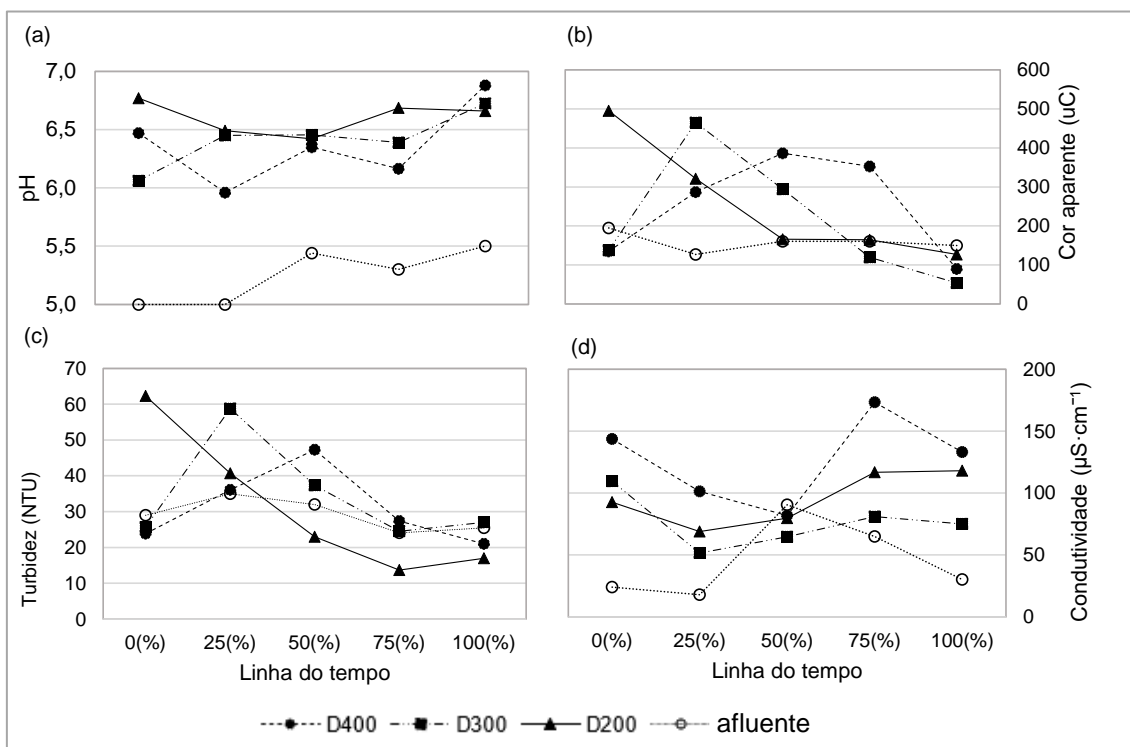 (a)
7,0
6,5
6,0
5,5
5,0
pH
(b)
600
500
400
300
200
100
0
Cor aparente (uC)
(c)
70
60
50
40
30
20
10
0
Turbidez (NTU)
0(%) 25(%) 50(%) 75(%) 100(%)
Linha do tempo
(d)
200
150
100
50
0
Condutividade (µS·cm⁻¹)
0(%) 25(%) 50(%) 75(%) 100(%)
Linha do tempo
D400 D300 D200 afluente